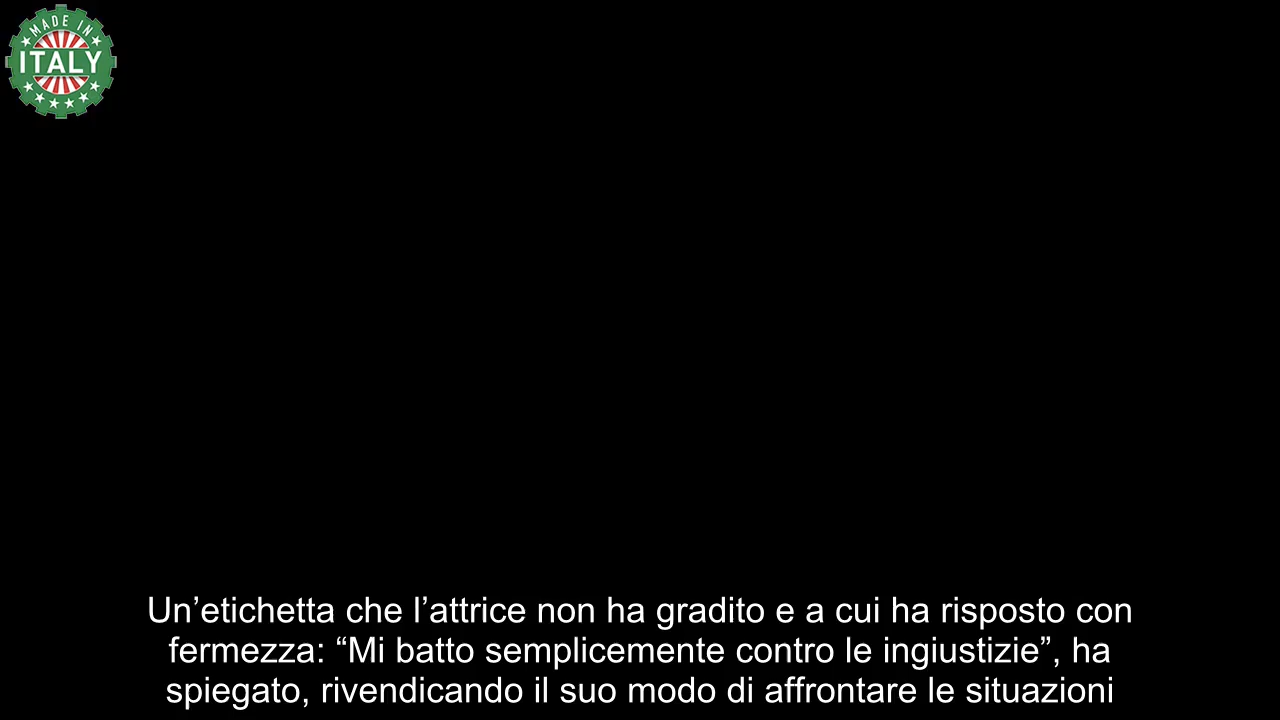 MADE IN
ITALY
Un’etichetta che l’attrice non ha gradito e a cui ha risposto con
fermezza: “Mi batto semplicemente contro le ingiustizie”, ha
spiegato, rivendicando il suo modo di affrontare le situazioni